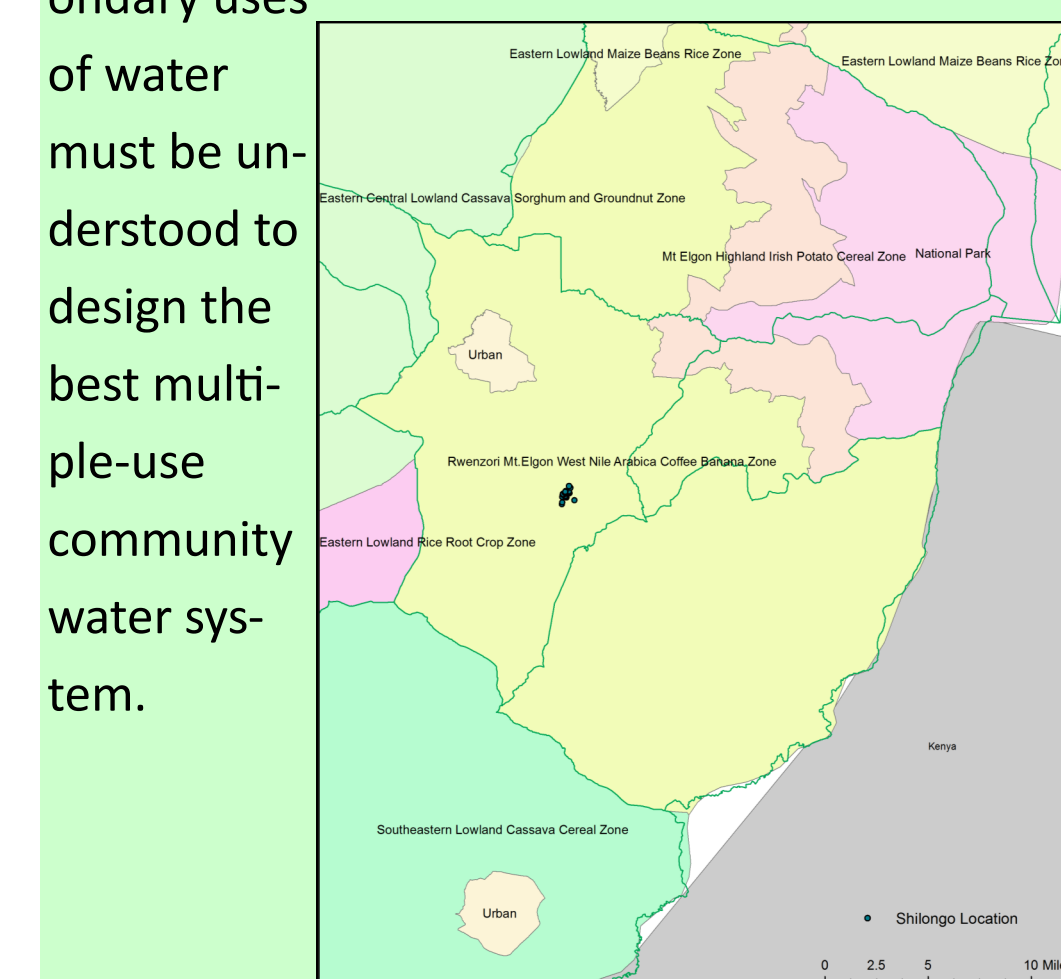 ondary uses
of water
must be un-
derstood to
design the
best multi-
ple-use
community
water sys-
tem.
Eastern Lowland Maize Beans Rice Zone
Eastern Lowland Maize Beans Rice Zo
Eastern Central Lowland Cassava Sorghum and Groundnut Zone
Mt Elgon Highland Irish Potato Cereal Zone
National Park
Urban
Rwenzori Mt.Elgon West Nile Arabica Coffee Banana Zone
Eastern Lowland Rice Root Crop Zone
Kenya
Southeastern Lowland Cassava Cereal Zone
Urban
Shilongo Location
0 2.5 5 10 Mil